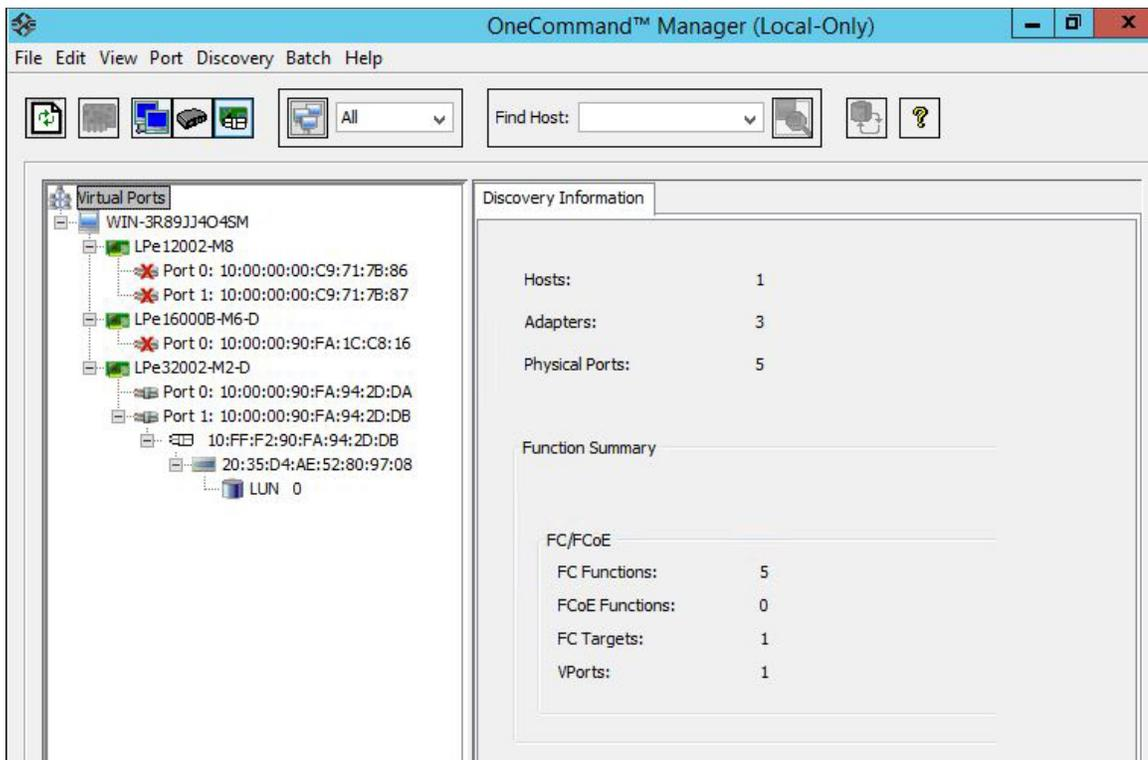 OneCommand™ Manager (Local-Only)
File Edit View Port Discovery Batch Help
All
Find Host:
Virtual Ports
WIN-3R89JJ4O4SM
LPe12002-M8
Port 0: 10:00:00:00:C9:71:7B:86
Port 1: 10:00:00:00:C9:71:7B:87
LPe16000B-M6-D
Port 0: 10:00:00:90:FA:1C:C8:16
LPe32002-M2-D
Port 0: 10:00:00:90:FA:94:2D:DA
Port 1: 10:00:00:90:FA:94:2D:DB
10:FF:F2:90:FA:94:2D:DB
20:35:D4:AE:52:80:97:08
LUN 0
Discovery Information
Hosts: 1
Adapters: 3
Physical Ports: 5
Function Summary
FC/FCoE
FC Functions: 5
FCoE Functions: 0
FC Targets: 1
VPorts: 1